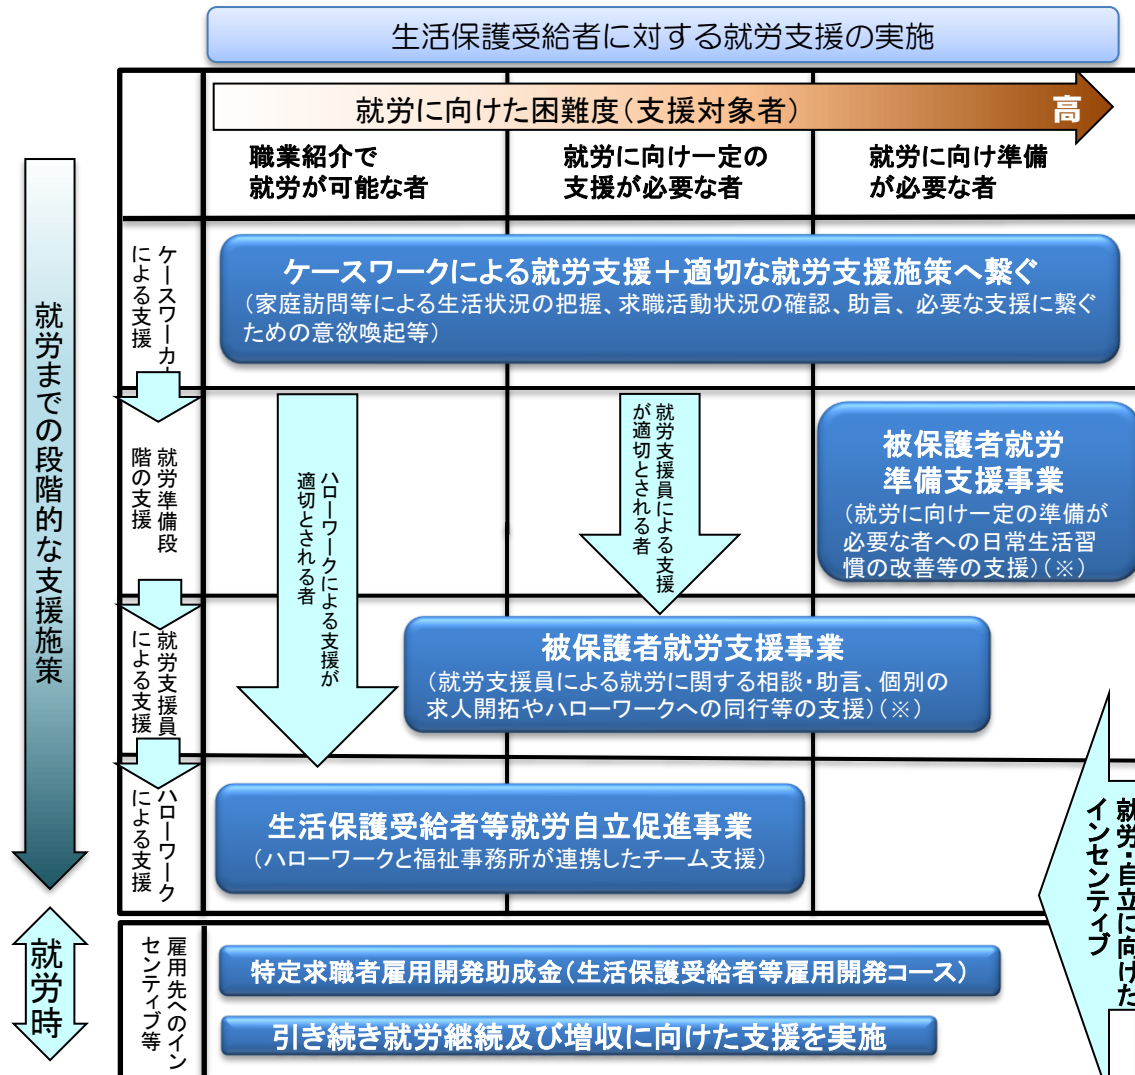 生活保護受給者に対する就労支援の実施
就労に向けた困難度(支援対象者)
高
職業紹介で
就労が可能な者
就労に向け一定の
支援が必要な者
就労に向け準備
が必要な者
就労までの段階的な支援施策
ケースワーカー
による支援
ケースワークによる就労支援＋適切な就労支援施策へ繋ぐ
(家庭訪問等による生活状況の把握、求職活動状況の確認、助言、必要な支援に繋ぐ
ための意欲喚起等)
就労準備段
階の支援
ハローワークによる支援が
適切とされる者
就労支援員による支援
が適切とされる者
被保護者就労
準備支援事業
(就労に向け一定の準備が
必要な者への日常生活習
慣の改善等の支援)(※)
就労支援員
による支援
被保護者就労支援事業
(就労支援員による就労に関する相談・助言、個別の
求人開拓やハローワークへの同行等の支援)(※)
ハローワーク
による支援
生活保護受給者等就労自立促進事業
(ハローワークと福祉事務所が連携したチーム支援)
就労・自立に向けた
インセンティブ
就労時
雇用先へのイン
センティブ等
特定求職者雇用開発助成金(生活保護受給者等雇用開発コース)
引き続き就労継続及び増収に向けた支援を実施